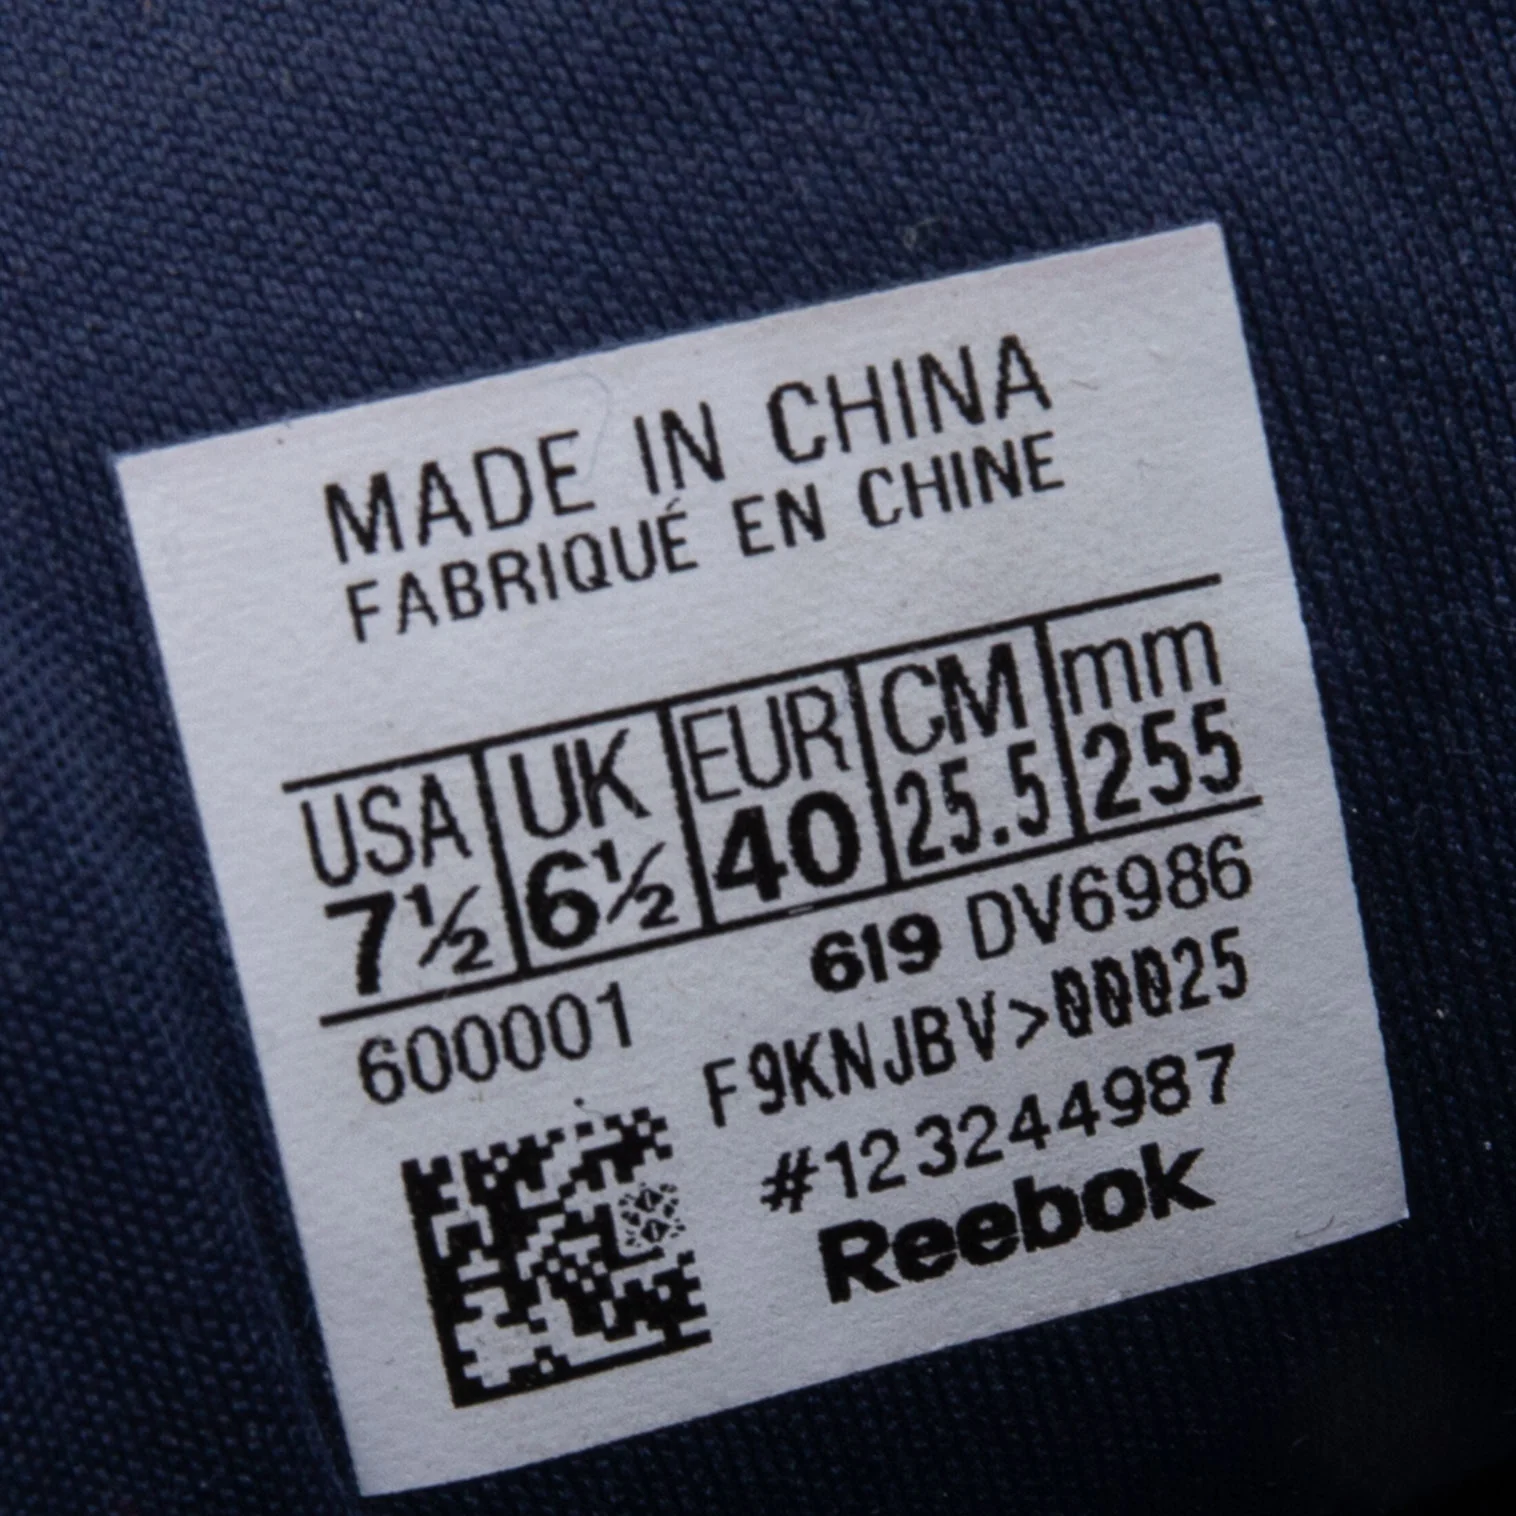 MADE IN CHINA
FABRIQUÉ EN CHINE
USA UK EUR CM mm
7½ 6½ 40 25.5 255
600001 619 DV6986
F9KNJBV>00025
#123244987
Reebok